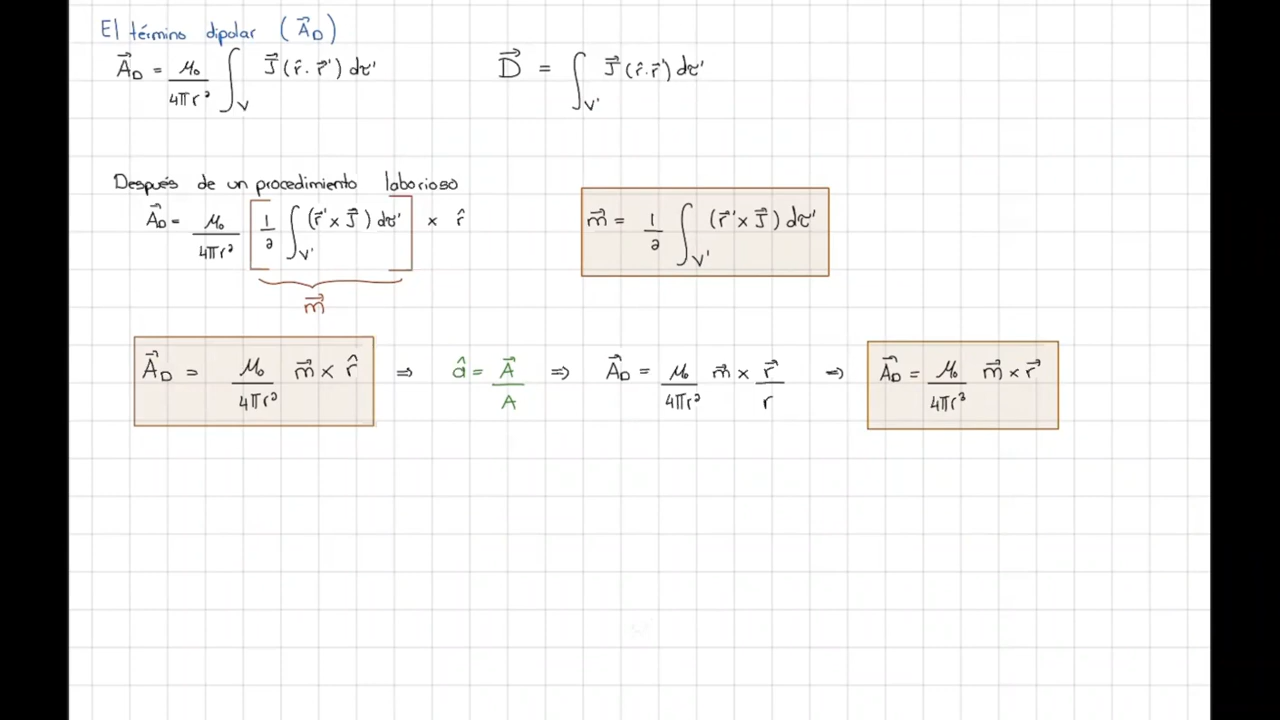 El término dipolar (A⃗_D)
A⃗_D = μ₀/4πr² ∫_V J⃗ (r̂ · r⃗') dτ'    D⃗ = ∫_V' J⃗ (r̂ · r⃗') dτ'
Después de un procedimiento laborioso
A⃗_D = μ₀/4πr² [ 1/2 ∫_V' (r⃗' × J⃗) dτ' ] × r̂    m⃗ = 1/2 ∫_V' (r⃗' × J⃗) dτ'
m⃗
A⃗_D = μ₀/4πr² m⃗ × r̂ ⇒ â = A⃗/A ⇒ A⃗_D = μ₀/4πr² m⃗ × r⃗/r ⇒ A⃗_D = μ₀/4πr³ m⃗ × r⃗